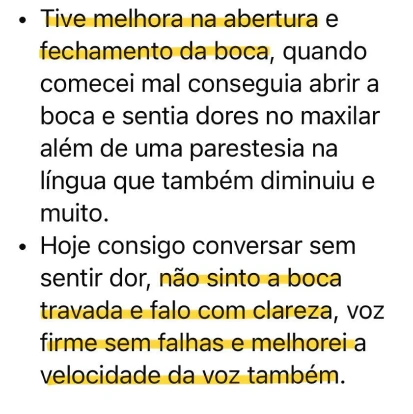 • Tive melhora na abertura e
fechamento da boca, quando
comecei mal conseguia abrir a
boca e sentia dores no maxilar
além de uma parestesia na
língua que também diminuiu e
muito.
• Hoje consigo conversar sem
sentir dor, não sinto a boca
travada e falo com clareza, voz
firme sem falhas e melhorei a
velocidade da voz também.